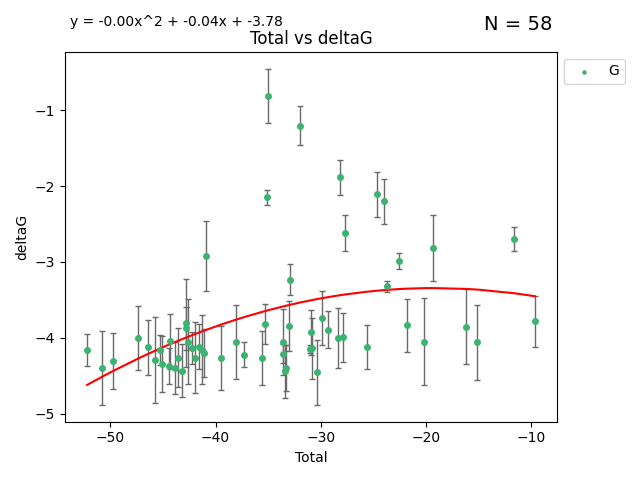 y = -0.00x^2 + -0.04x + -3.78
N = 58
Total vs deltaG
G
deltaG
−1
−2
−3
−4
−5
−50
−40
−30
−20
−10
Total